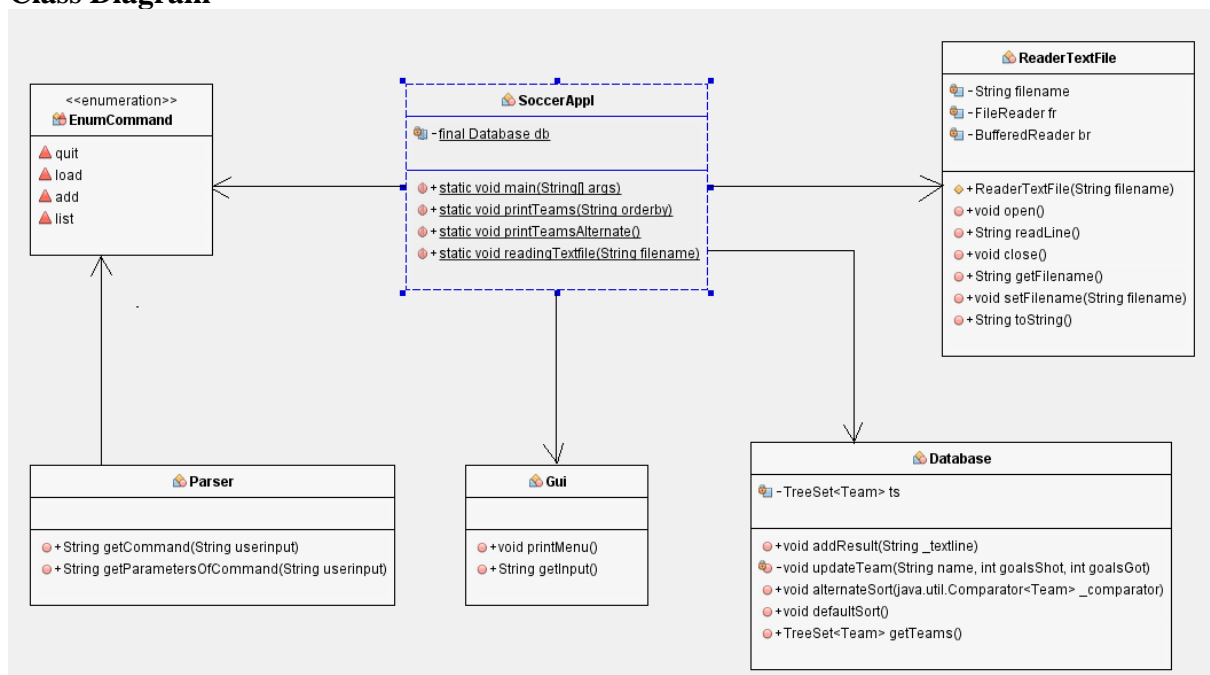 Class Diagram
<<enumeration>>
EnumCommand
quit
load
add
list
SoccerAppl
-final Database db
+static void main(String[] args)
+static void printTeams(String orderby)
+static void printTeamsAlternate()
+static void readingTextfile(String filename)
ReaderTextFile
-String filename
-FileReader fr
-BufferedReader br
+ReaderTextFile(String filename)
+void open()
+String readLine()
+void close()
+String getFilename()
+void setFilename(String filename)
+String toString()
Parser
+String getCommand(String userinput)
+String getParametersOfCommand(String userinput)
Gui
+void printMenu()
+String getInput()
Database
-TreeSet<Team> ts
+void addResult(String _textline)
-void updateTeam(String name, int goalsShot, int goalsGot)
+void alternateSort(java.util.Comparator<Team> _comparator)
+void defaultSort()
+TreeSet<Team> getTeams()